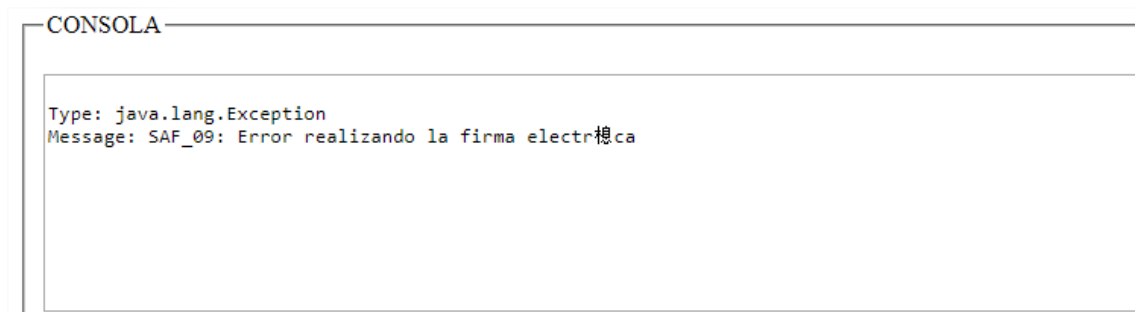 CONSOLA
Type: java.lang.Exception
Message: SAF_09: Error realizando la firma electr楜ca